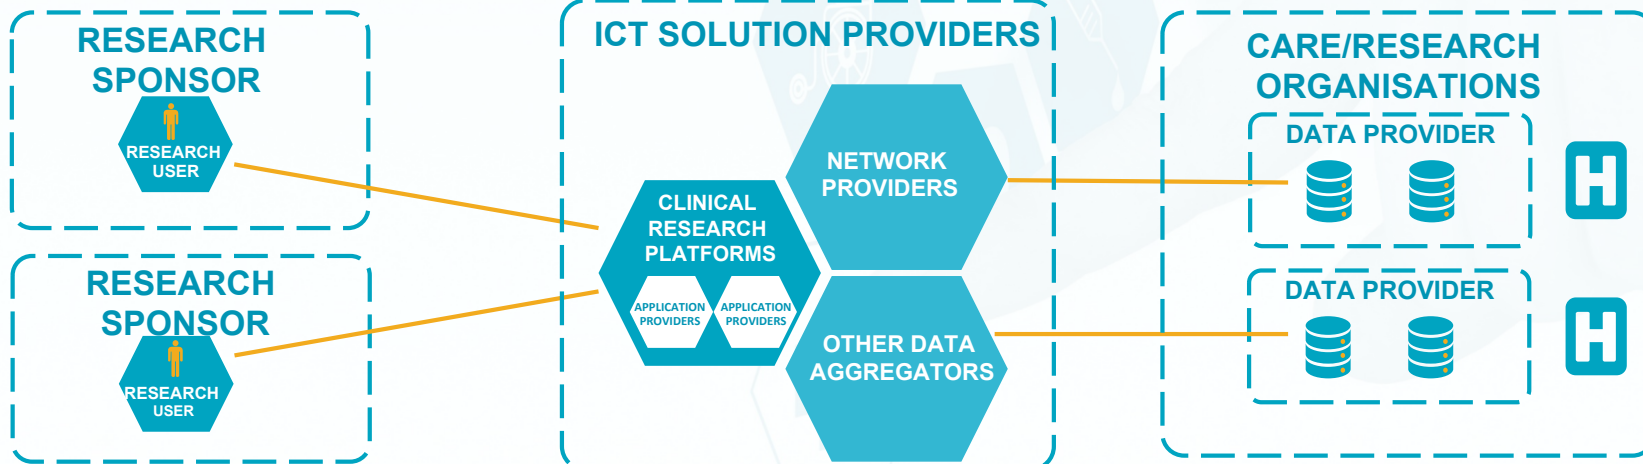 RESEARCH
SPONSOR
RESEARCH
USER
RESEARCH
SPONSOR
RESEARCH
USER
ICT SOLUTION PROVIDERS
CLINICAL
RESEARCH
PLATFORMS
APPLICATION
PROVIDERS
APPLICATION
PROVIDERS
NETWORK
PROVIDERS
OTHER DATA
AGGREGATORS
CARE/RESEARCH
ORGANISATIONS
DATA PROVIDER
H
DATA PROVIDER
H